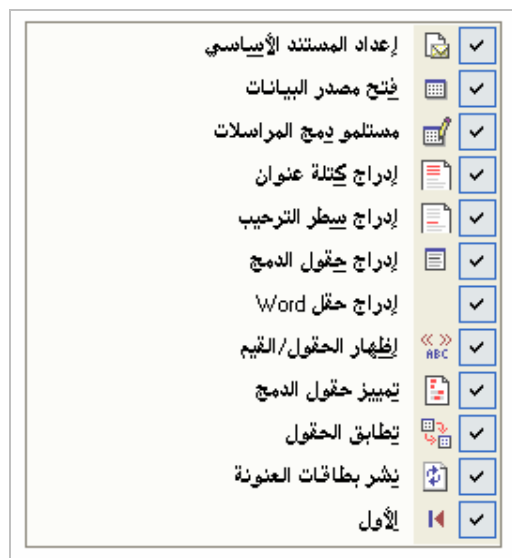 إعداد المستند الأساسي
فتح مصدر البيانات
مستلمو دمج المراسلات
إدراج كتلة عنوان
إدراج سطر الترحيب
إدراج حقول الدمج
إدراج حقل Word
إظهار الحقول/القيم
ABC
تمييز حقول الدمج
تطابق الحقول
نشر بطاقات العنونة
الأول